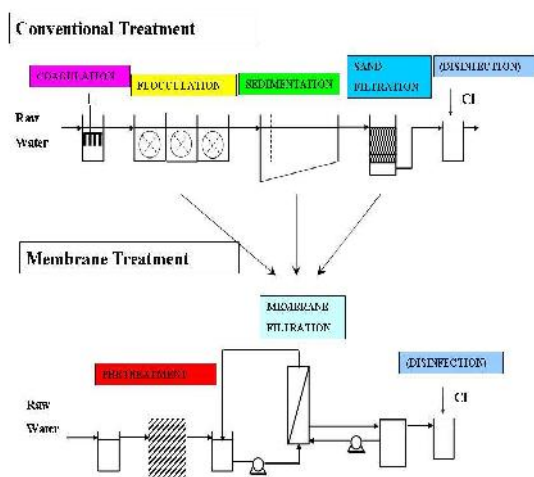 Conventional Treatment
COAGULATION
FLOCCULATION
SEDIMENTATION
SAND
FILTRATION
(DISINFECTION)
Cl
Raw
Water
Membrane Treatment
MEMBRANE
FILTRATION
PRETREATMENT
(DISINFECTION)
Cl
Raw
Water